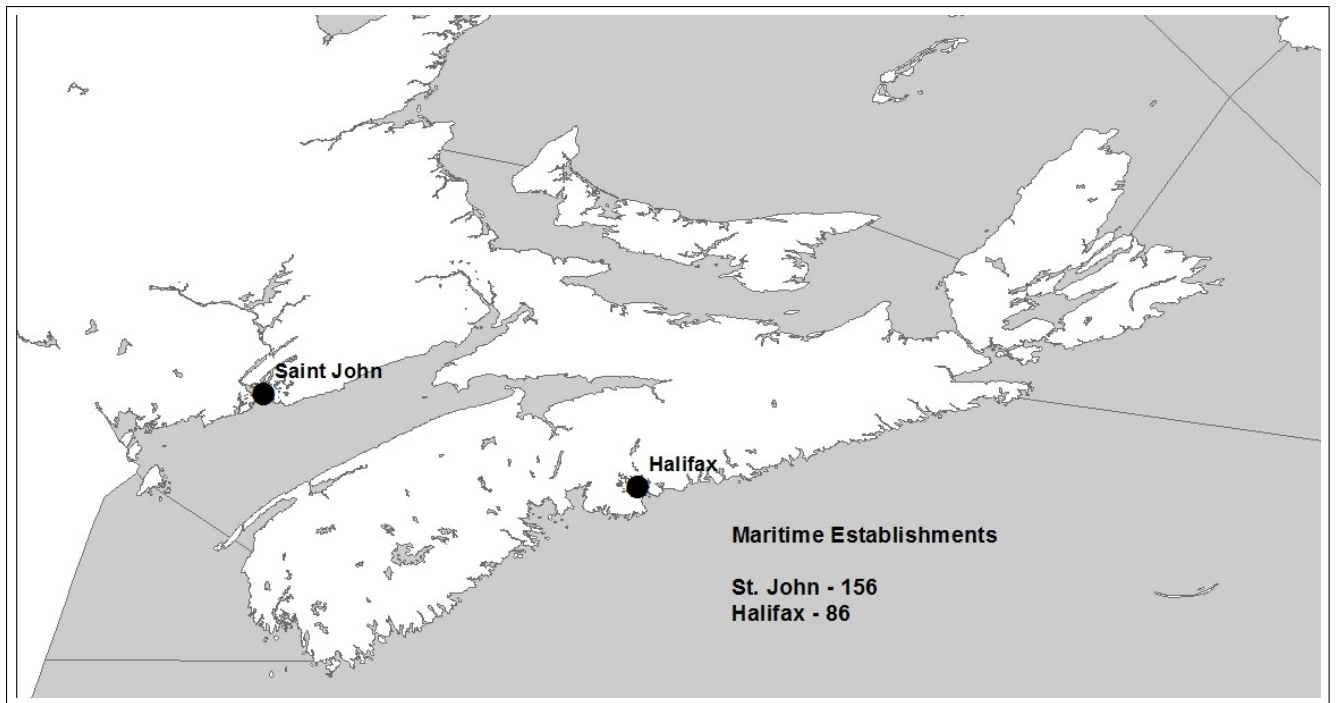 Saint John
Halifax
Maritime Establishments
St. John - 156
Halifax - 86